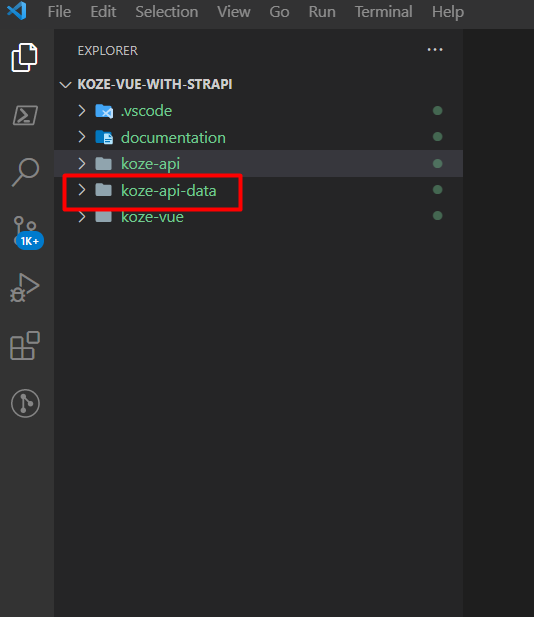 File Edit Selection View Go Run Terminal Help
EXPLORER
KOZE-VUE-WITH-STRAPI
.vscode
documentation
koze-api
koze-api-data
koze-vue
1K+